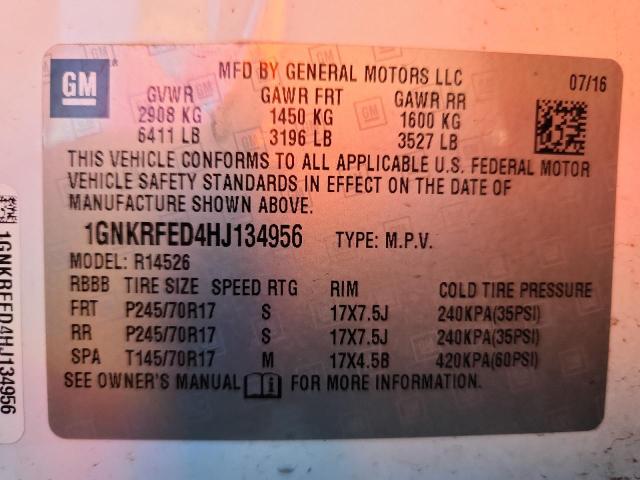 GM
MFD BY GENERAL MOTORS LLC
07/16
GVWR GAWR FRT GAWR RR
2908 KG 1450 KG 1600 KG
6411 LB 3196 LB 3527 LB
THIS VEHICLE CONFORMS TO ALL APPLICABLE U.S. FEDERAL MOTOR
VEHICLE SAFETY STANDARDS IN EFFECT ON THE DATE OF
MANUFACTURE SHOWN ABOVE.
1GNKRFED4HJ134956 TYPE: M.P.V.
MODEL: R14526
RBBB TIRE SIZE SPEED RTG RIM COLD TIRE PRESSURE
FRT P245/70R17 S 17X7.5J 240KPA(35PSI)
RR P245/70R17 S 17X7.5J 240KPA(35PSI)
SPA T145/70R17 M 17X4.5B 420KPA(60PSI)
SEE OWNER'S MANUAL FOR MORE INFORMATION.
1GNKRFED4HJ134956